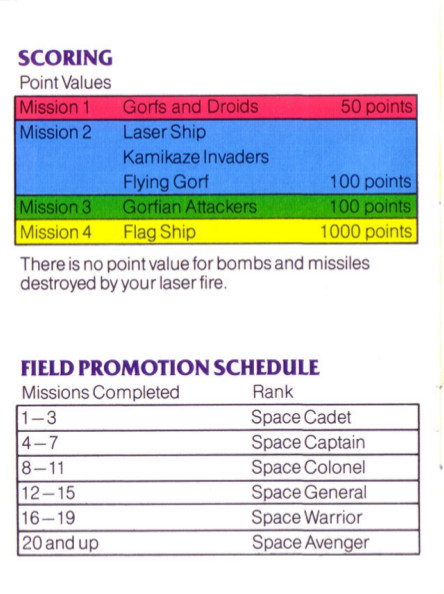 SCORING
Point Values
Mission 1 Gorfs and Droids 50 points
Mission 2 Laser Ship
Kamikaze Invaders
Flying Gorf 100 points
Mission 3 Gorfian Attackers 100 points
Mission 4 Flag Ship 1000 points
There is no point value for bombs and missiles
destroyed by your laser fire.
FIELD PROMOTION SCHEDULE
Missions Completed Rank
1–3 Space Cadet
4–7 Space Captain
8–11 Space Colonel
12–15 Space General
16–19 Space Warrior
20 and up Space Avenger